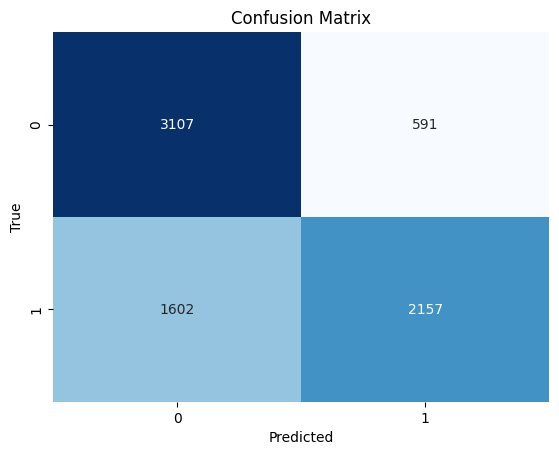 Confusion Matrix
0
3107
591
True
1
1602
2157
0
1
Predicted